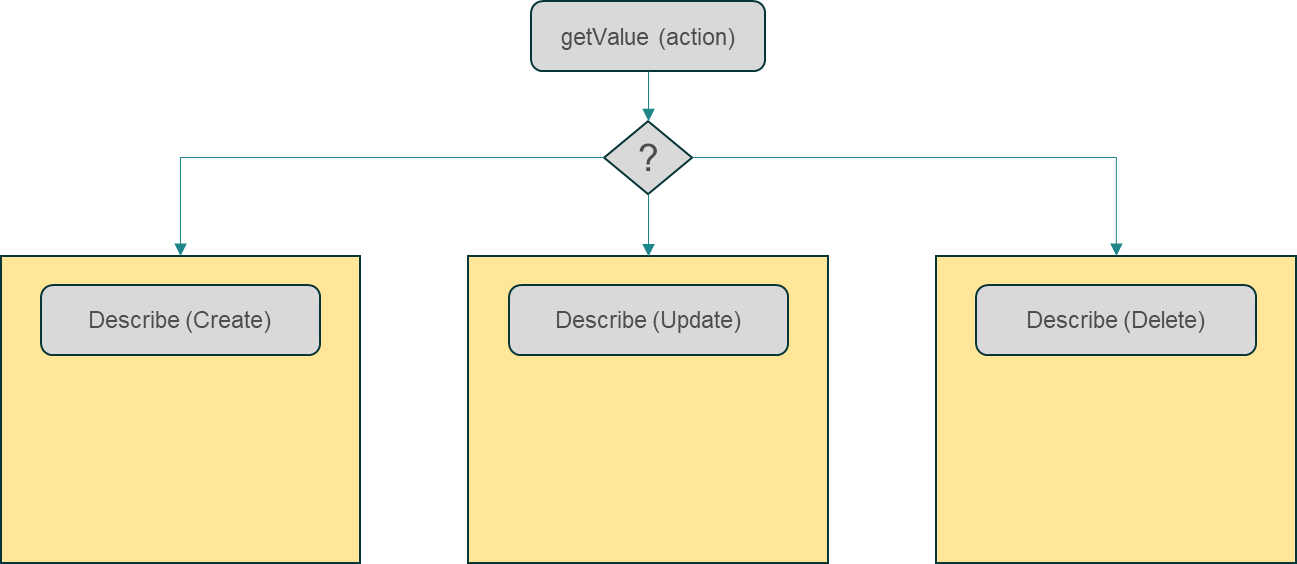 getValue (action)
?
Describe (Create)
Describe (Update)
Describe (Delete)